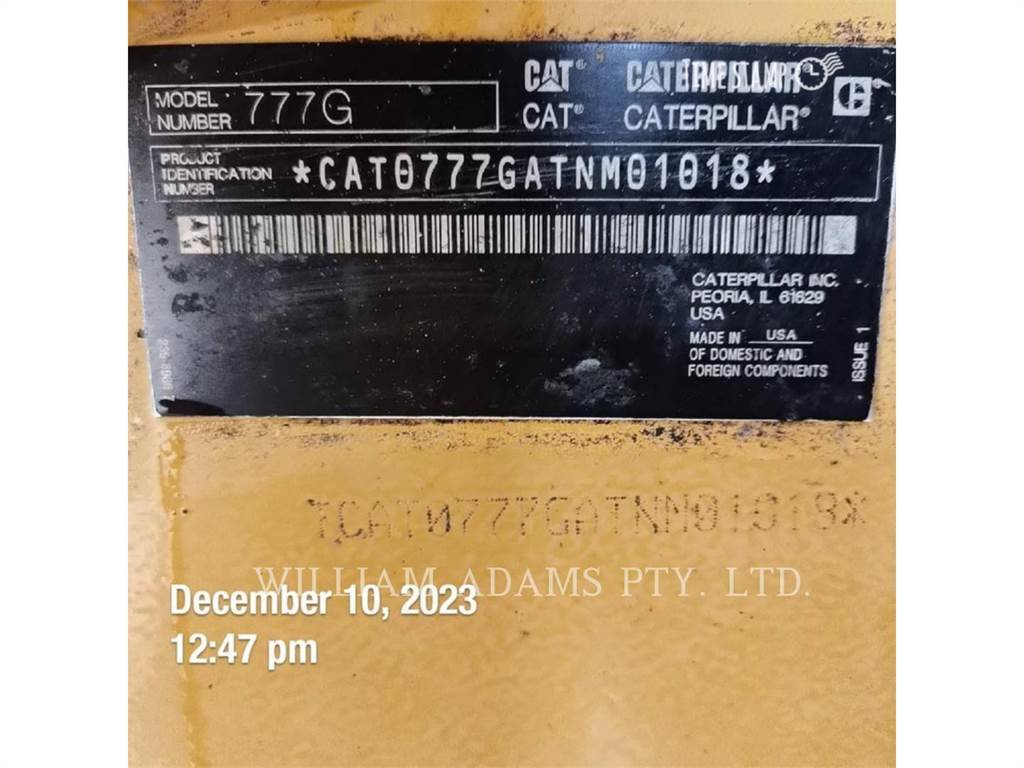 CAT® CATERPILLAR
TIMESTAMP
CAT® CATERPILLAR®
MODEL NUMBER 777G
PRODUCT
IDENTIFICATION
NUMBER
*CAT0777GATNM01018*
CATERPILLAR INC.
PEORIA, IL 61629
USA
MADE IN USA
OF DOMESTIC AND
FOREIGN COMPONENTS
ISSUE 1
*CAT0777GATNM01018*
WILLIAM ADAMS PTY. LTD.
December 10, 2023
12:47 pm